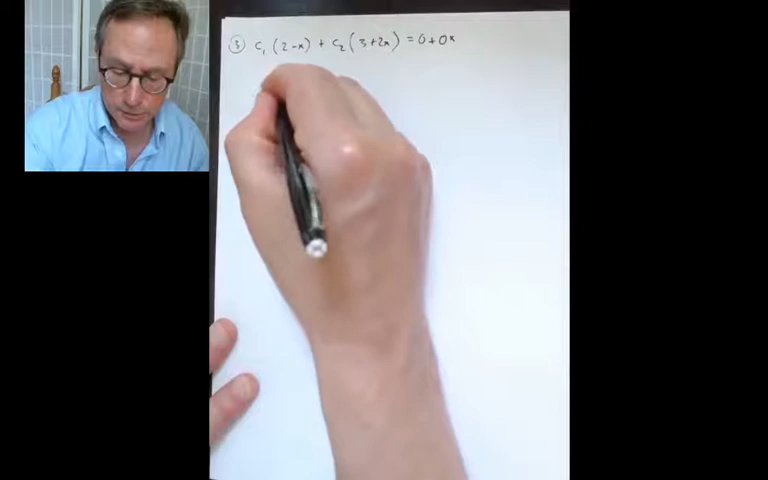 ③ c₁ (2-x) + c₂ (3+2x) = 0+0x